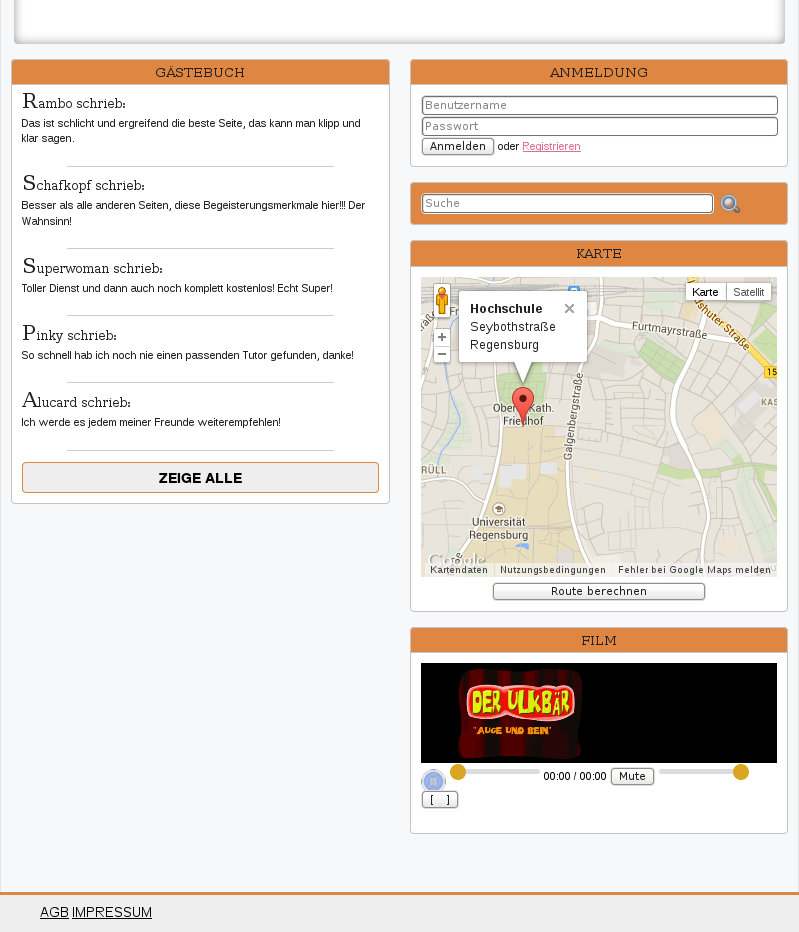 GÄSTEBUCH
Rambo schrieb:
Das ist schlicht und ergreifend die beste Seite, das kann man klipp und
klar sagen.
Schafkopf schrieb:
Besser als alle anderen Seiten, diese Begeisterungsmerkmale hier!!! Der
Wahnsinn!
Superwoman schrieb:
Toller Dienst und dann auch noch komplett kostenlos! Echt Super!
Pinky schrieb:
So schnell hab ich noch nie einen passenden Tutor gefunden, danke!
Alucard schrieb:
Ich werde es jedem meiner Freunde weiterempfehlen!
ZEIGE ALLE
ANMELDUNG
Benutzername
Passwort
Anmelden oder Registrieren
Suche
KARTE
Karte Satellit
Hochschule
Seybothstraße
Regensburg
Furtmayrstraße
15
KAS
Galgenbergstraße
RÜLL
Universität
Regensburg
Google
Kartendaten Nutzungsbedingungen Fehler bei Google Maps melden
Route berechnen
FILM
DER ULKBÄR
"AUGE UND BEIN"
00:00 / 00:00 Mute
[ ]
AGB IMPRESSUM